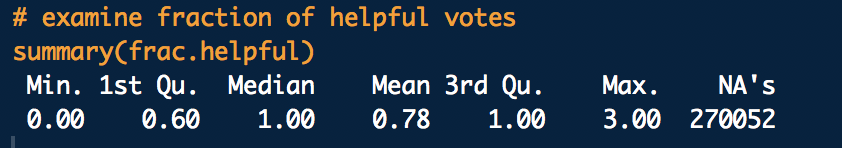 # examine fraction of helpful votes
summary(frac.helpful)
Min. 1st Qu. Median Mean 3rd Qu. Max. NA's
0.00 0.60 1.00 0.78 1.00 3.00 270052